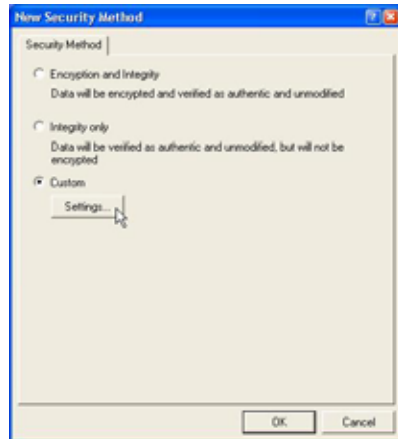 New Security Method
Security Method
Encryption and Integrity
Data will be encrypted and verified as authentic and unmodified
Integrity only
Data will be verified as authentic and unmodified, but will not be
encrypted
Custom
Settings...
OK
Cancel